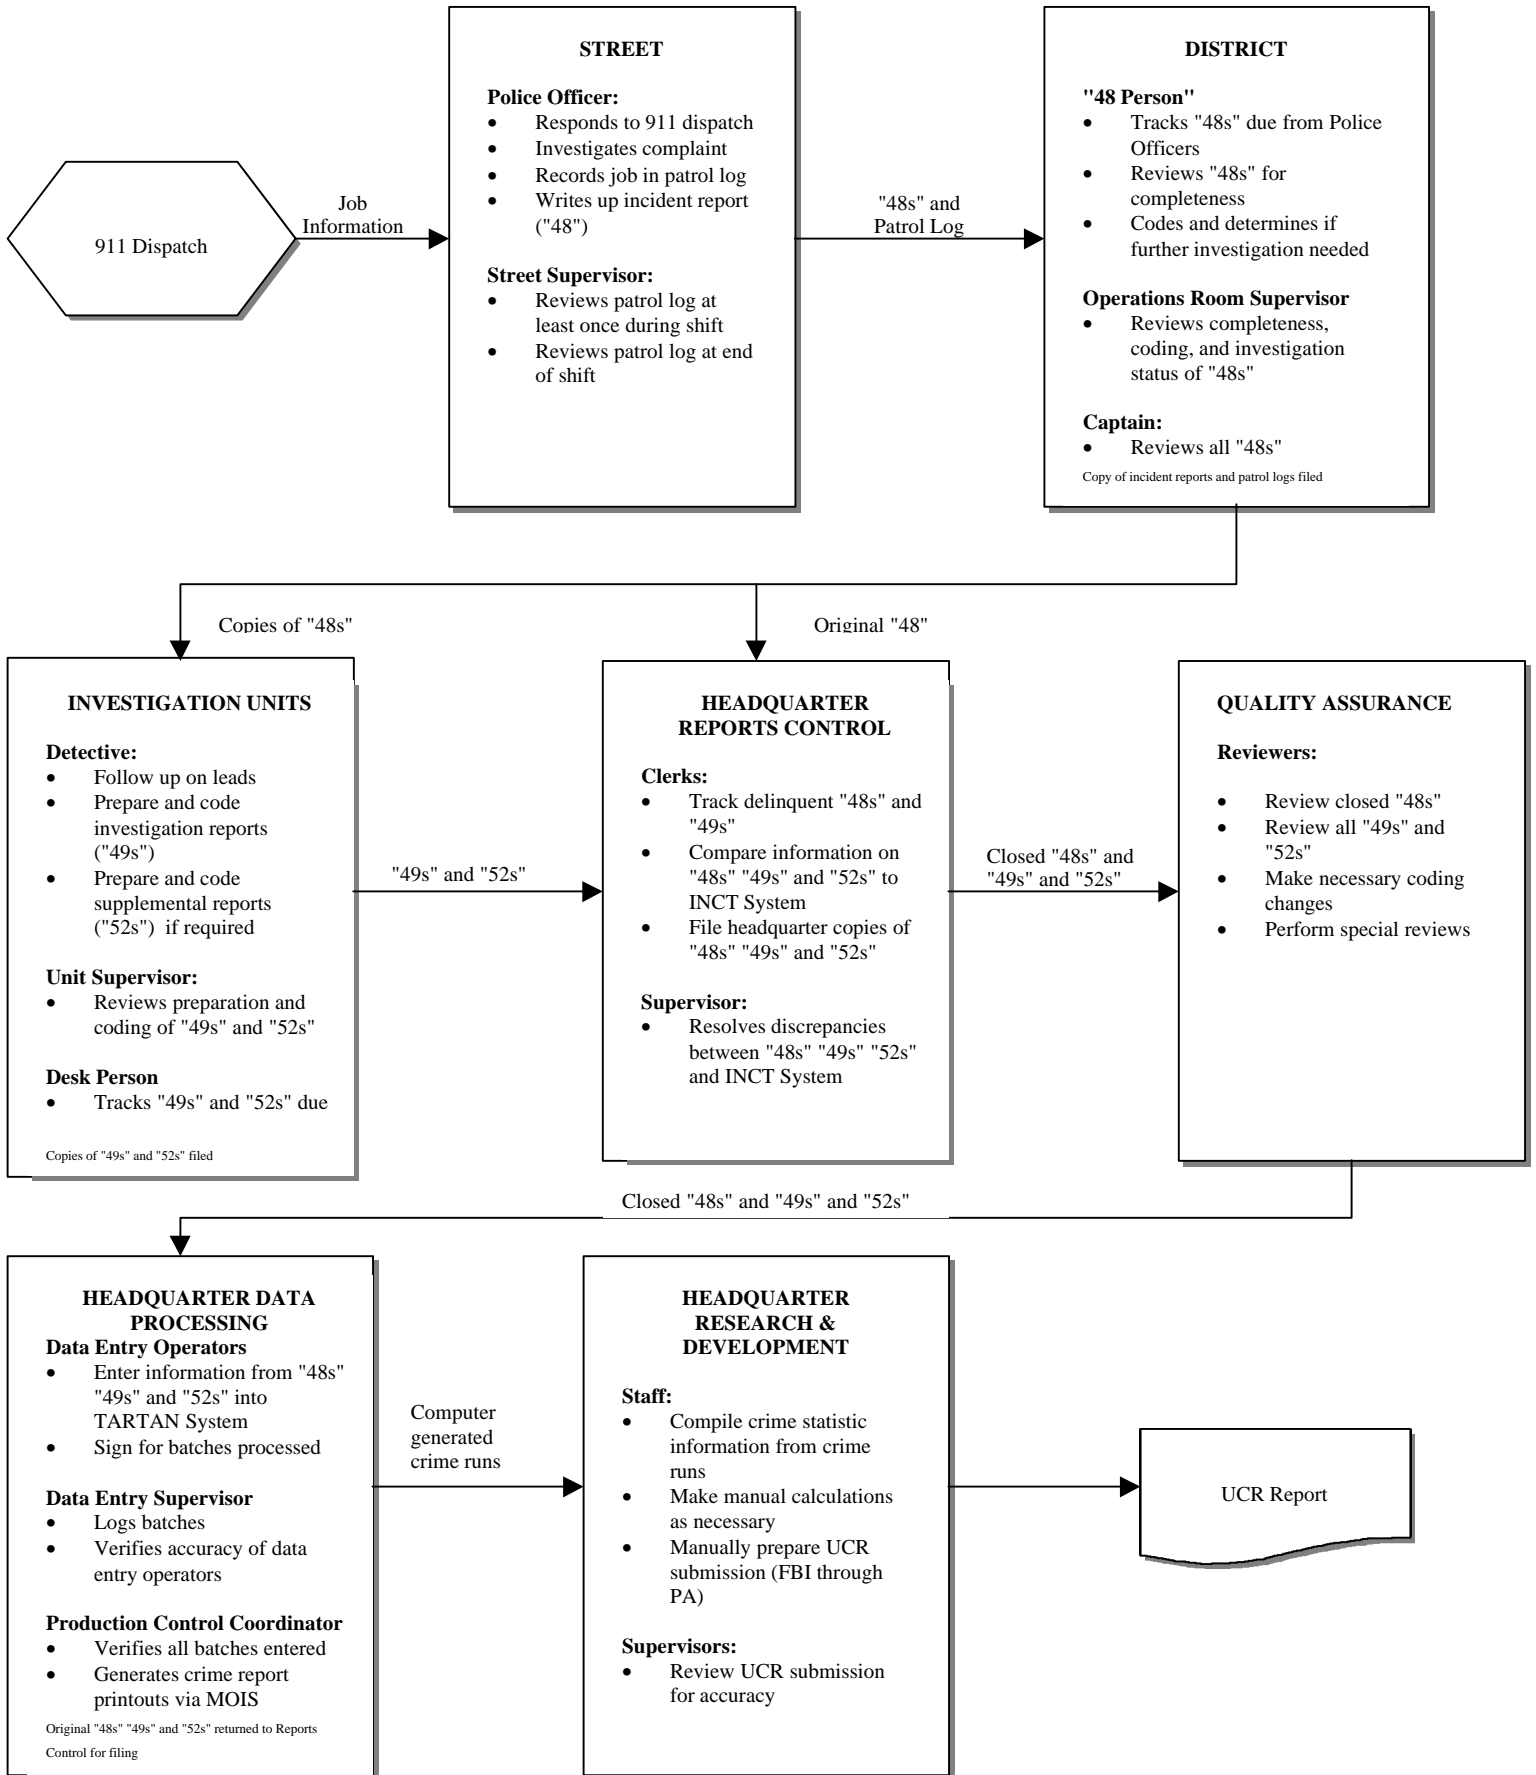 911 Dispatch
Job
Information
STREET
Police Officer:
• Responds to 911 dispatch
• Investigates complaint
• Records job in patrol log
• Writes up incident report
("48")
Street Supervisor:
• Reviews patrol log at
least once during shift
• Reviews patrol log at end
of shift
"48s" and
Patrol Log
DISTRICT
"48 Person"
• Tracks "48s" due from Police
Officers
• Reviews "48s" for
completeness
• Codes and determines if
further investigation needed
Operations Room Supervisor
• Reviews completeness,
coding, and investigation
status of "48s"
Captain:
• Reviews all "48s"
Copy of incident reports and patrol logs filed
Copies of "48s"
Original "48"
INVESTIGATION UNITS
Detective:
• Follow up on leads
• Prepare and code
investigation reports
("49s")
• Prepare and code
supplemental reports
("52s") if required
Unit Supervisor:
• Reviews preparation and
coding of "49s" and "52s"
Desk Person
• Tracks "49s" and "52s" due
Copies of "49s" and "52s" filed
"49s" and "52s"
HEADQUARTER
REPORTS CONTROL
Clerks:
• Track delinquent "48s" and
"49s"
• Compare information on
"48s" "49s" and "52s" to
INCT System
• File headquarter copies of
"48s" "49s" and "52s"
Supervisor:
• Resolves discrepancies
between "48s" "49s" "52s"
and INCT System
Closed "48s" and
"49s" and "52s"
QUALITY ASSURANCE
Reviewers:
• Review closed "48s"
• Review all "49s" and
"52s"
• Make necessary coding
changes
• Perform special reviews
Closed "48s" and "49s" and "52s"
HEADQUARTER DATA
PROCESSING
Data Entry Operators
• Enter information from "48s"
"49s" and "52s" into
TARTAN System
• Sign for batches processed
Data Entry Supervisor
• Logs batches
• Verifies accuracy of data
entry operators
Production Control Coordinator
• Verifies all batches entered
• Generates crime report
printouts via MOIS
Original "48s" "49s" and "52s" returned to Reports
Control for filing
Computer
generated
crime runs
HEADQUARTER
RESEARCH &
DEVELOPMENT
Staff:
• Compile crime statistic
information from crime
runs
• Make manual calculations
as necessary
• Manually prepare UCR
submission (FBI through
PA)
Supervisors:
• Review UCR submission
for accuracy
UCR Report